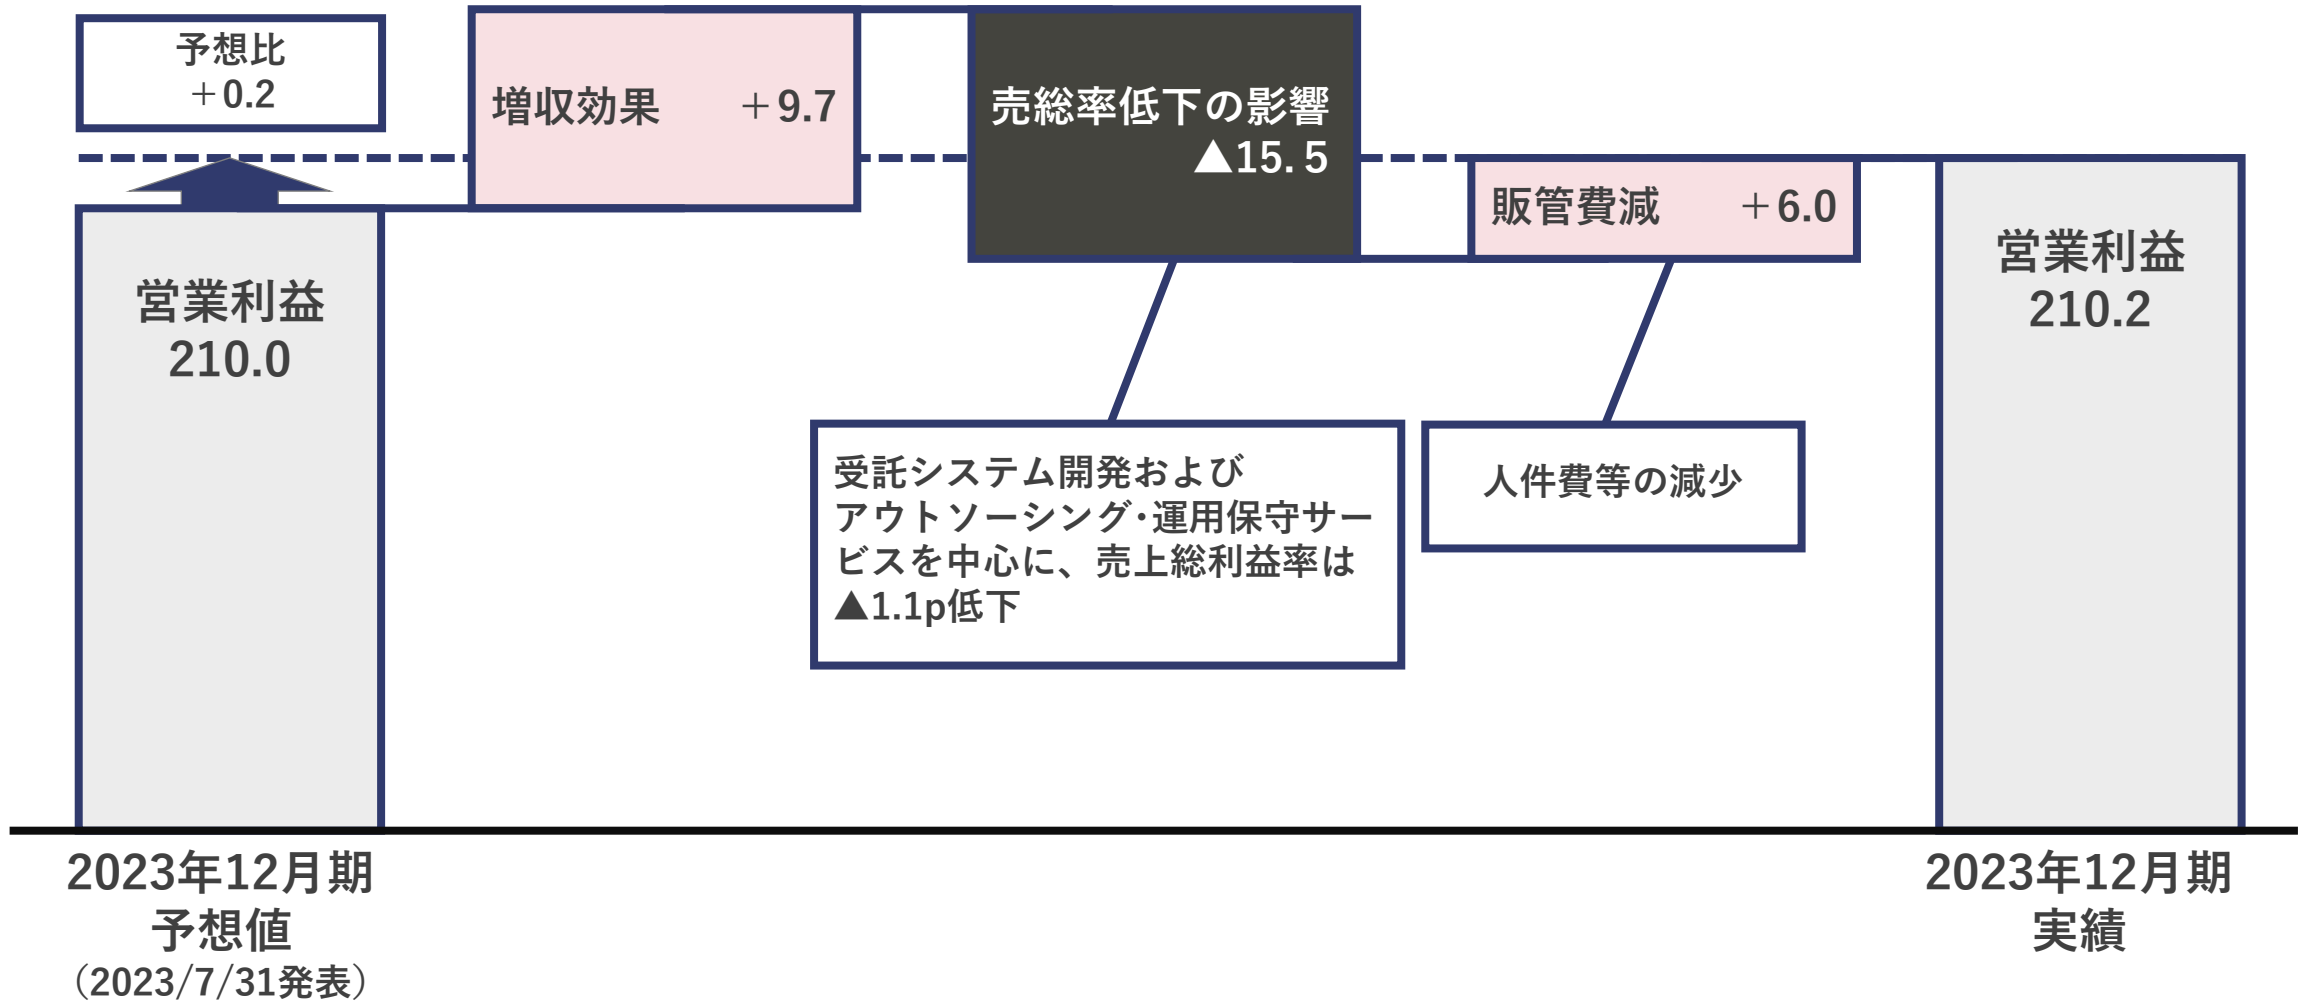 予想比
＋0.2
増収効果　　＋9.7
売総率低下の影響
▲15.5
販管費減　　＋6.0
営業利益
210.0
営業利益
210.2
受託システム開発および
アウトソーシング・運用保守サー
ビスを中心に、売上総利益率は
▲1.1p低下
人件費等の減少
2023年12月期
予想値
（2023/7/31発表）
2023年12月期
実績